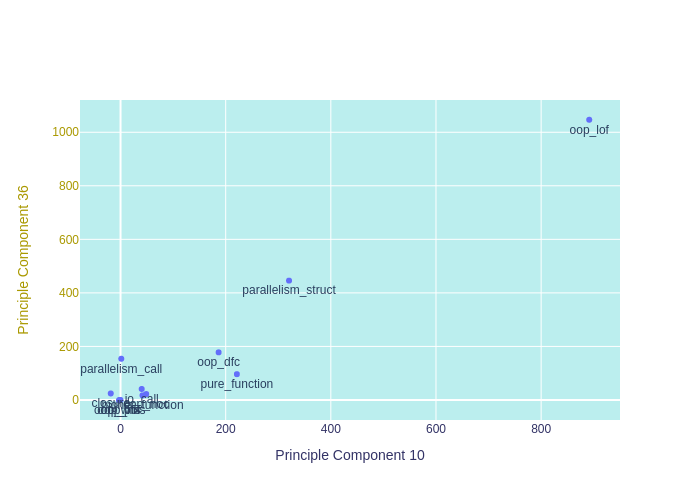 1000
800
600
400
200
0
oop_lof
parallelism_struct
oop_dfc
parallelism_call
pure_function
io_call
0
200
400
600
800
Principle Component 10
Principle Component 36